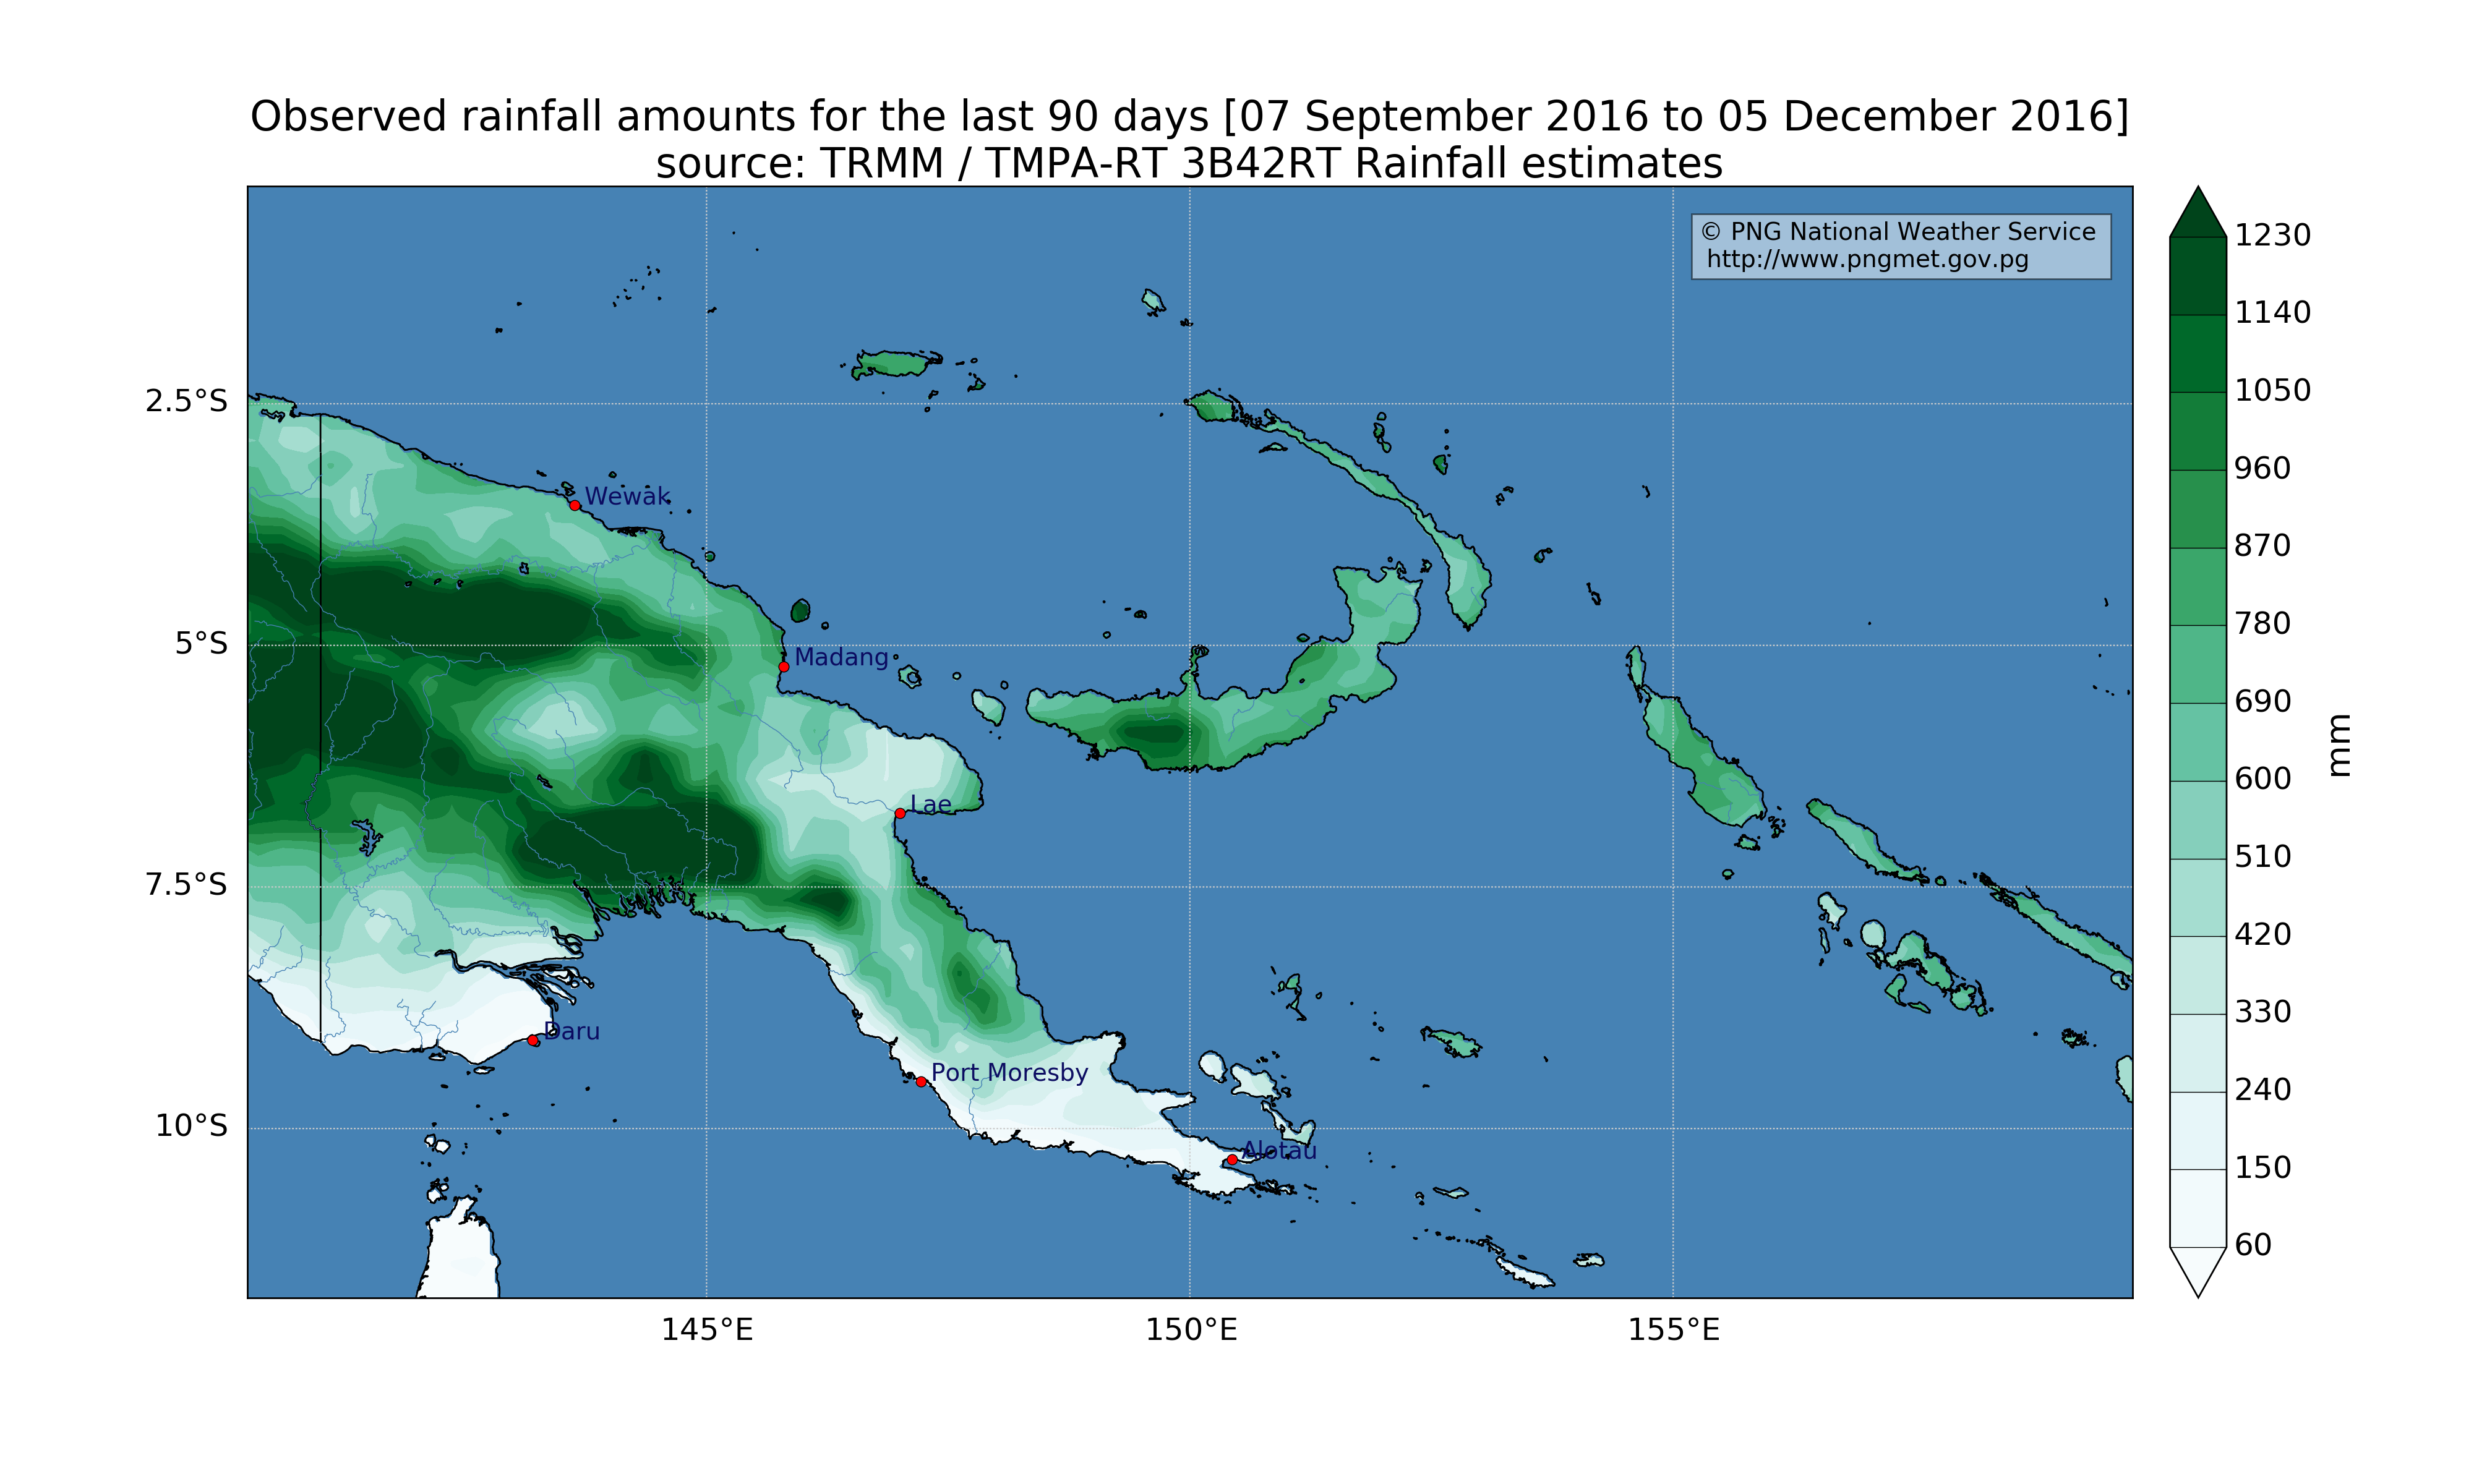 Observed rainfall amounts for the last 90 days [07 September 2016 to 05 December 2016]
source: TRMM / TMPA-RT 3B42RT Rainfall estimates
© PNG National Weather Service
http://www.pngmet.gov.pg
2.5°S
5°S
7.5°S
10°S
Wewak
Madang
Lae
Daru
Port Moresby
Alotau
145°E
150°E
155°E
1230
1140
1050
960
870
780
690
600
510
420
330
240
150
60
mm